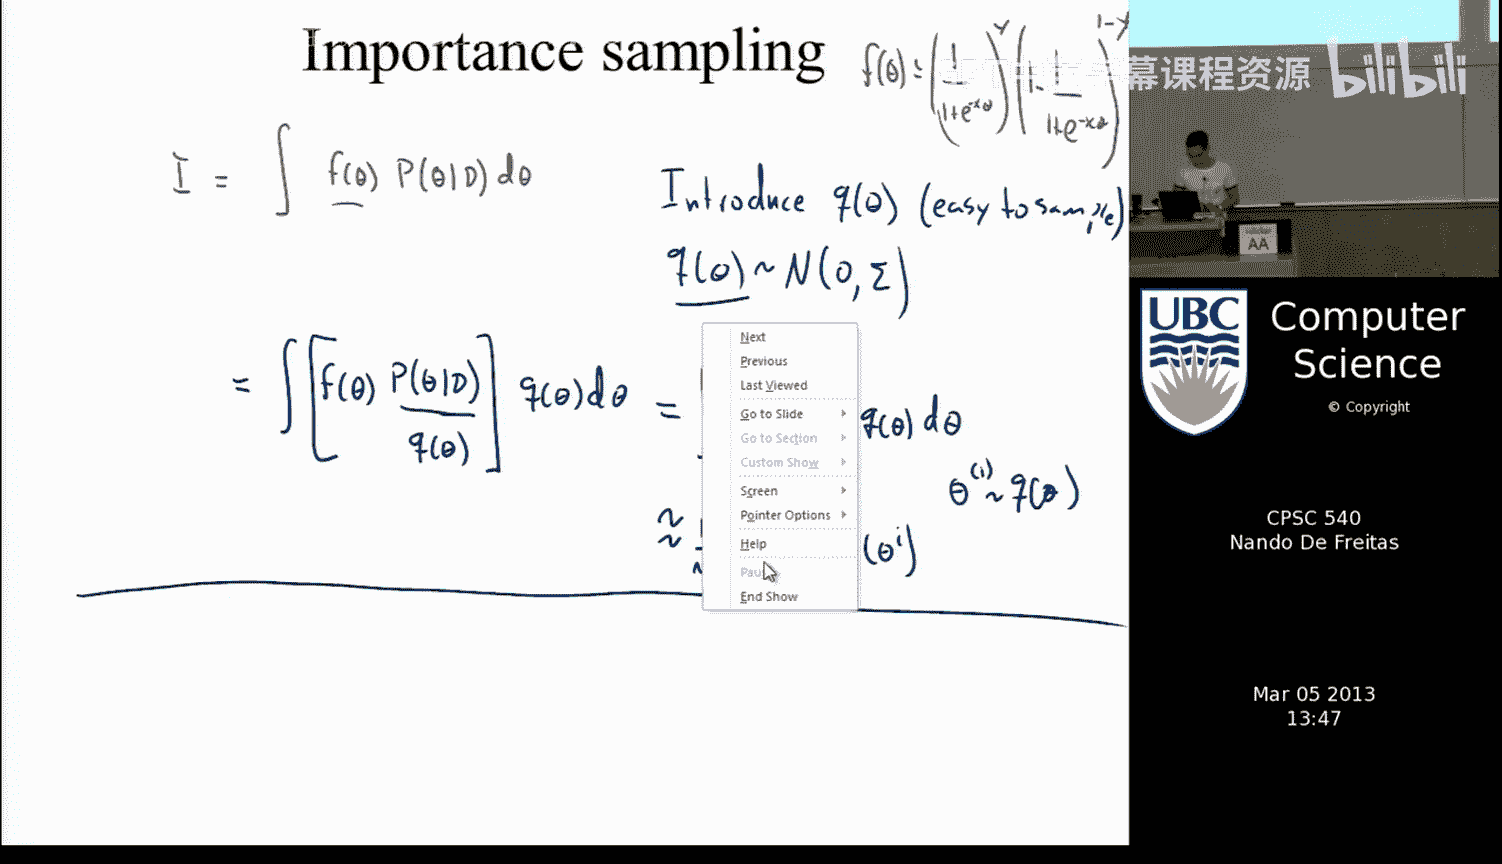 Importance sampling
f(θ) = (1/(1+e^{-xθ}))^y (1 - 1/(1+e^{-xθ}))^{1-y}
I = ∫ f(θ) P(θ|D) dθ
Introduce q(θ) (easy to sample)
q(θ) ~ N(0, Σ)
= ∫ [f(θ) P(θ|D)/q(θ)] q(θ) dθ = q(θ) dθ
θ^{(i)} ~ q(θ)
≈ (θ^i)
Next
Previous
Last Viewed
Go to Slide
Go to Section
Custom Show
Screen
Pointer Options
Help
End Show
幕课程资源 bilibili
AA
UBC
Computer
Science
© Copyright
CPSC 540
Nando De Freitas
Mar 05 2013
13:47